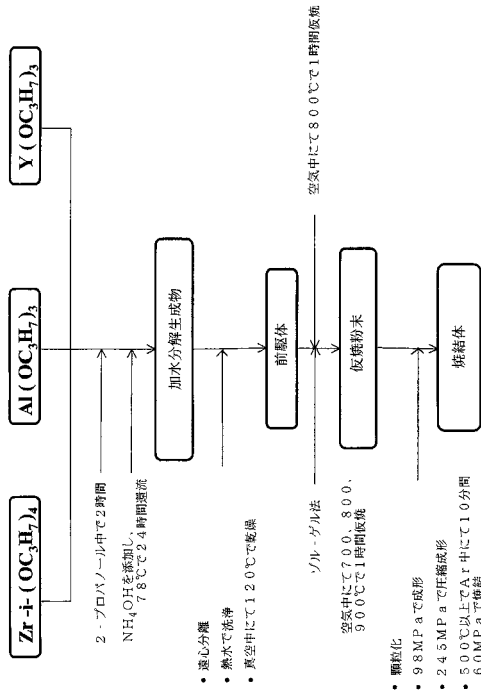 Zr-i-(OC₃H₇)₄
Al(OC₃H₇)₃
Y(OC₃H₇)₃
2-プロパノール中で2時間
NH₄OHを添加し、
78℃で24時間還流
加水分解生成物
・遠心分離
・熱水で洗浄
・真空中にて120℃で乾燥
前駆体
ゾル-ゲル法
空気中にて700、800、
900℃で1時間仮焼
空気中にて800℃で1時間仮焼
仮焼粉末
・顆粒化
・98MPaで成形
・245MPaで圧縮成形
・500℃以上でAr中にて10分間
60MPaで焼結
焼結体